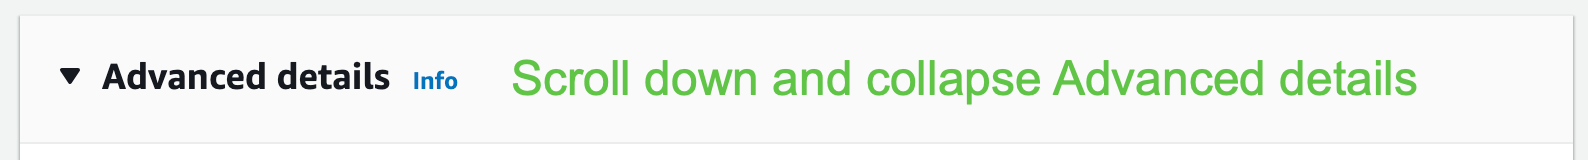 Advanced details Info Scroll down and collapse Advanced details